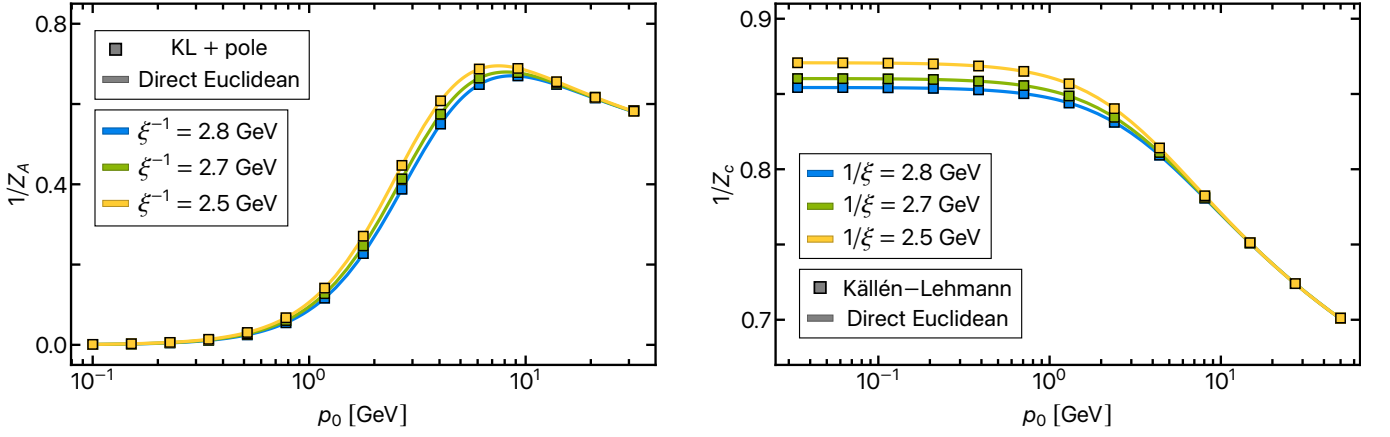 0.8
0.4
0.0
1/Z_A
KL + pole
Direct Euclidean
ξ⁻¹ = 2.8 GeV
ξ⁻¹ = 2.7 GeV
ξ⁻¹ = 2.5 GeV
10⁻¹ 10⁰ 10¹
p₀ [GeV]
0.9
0.8
0.7
1/Z_c
1/ξ = 2.8 GeV
1/ξ = 2.7 GeV
1/ξ = 2.5 GeV
Källén−Lehmann
Direct Euclidean
10⁻¹ 10⁰ 10¹
p₀ [GeV]